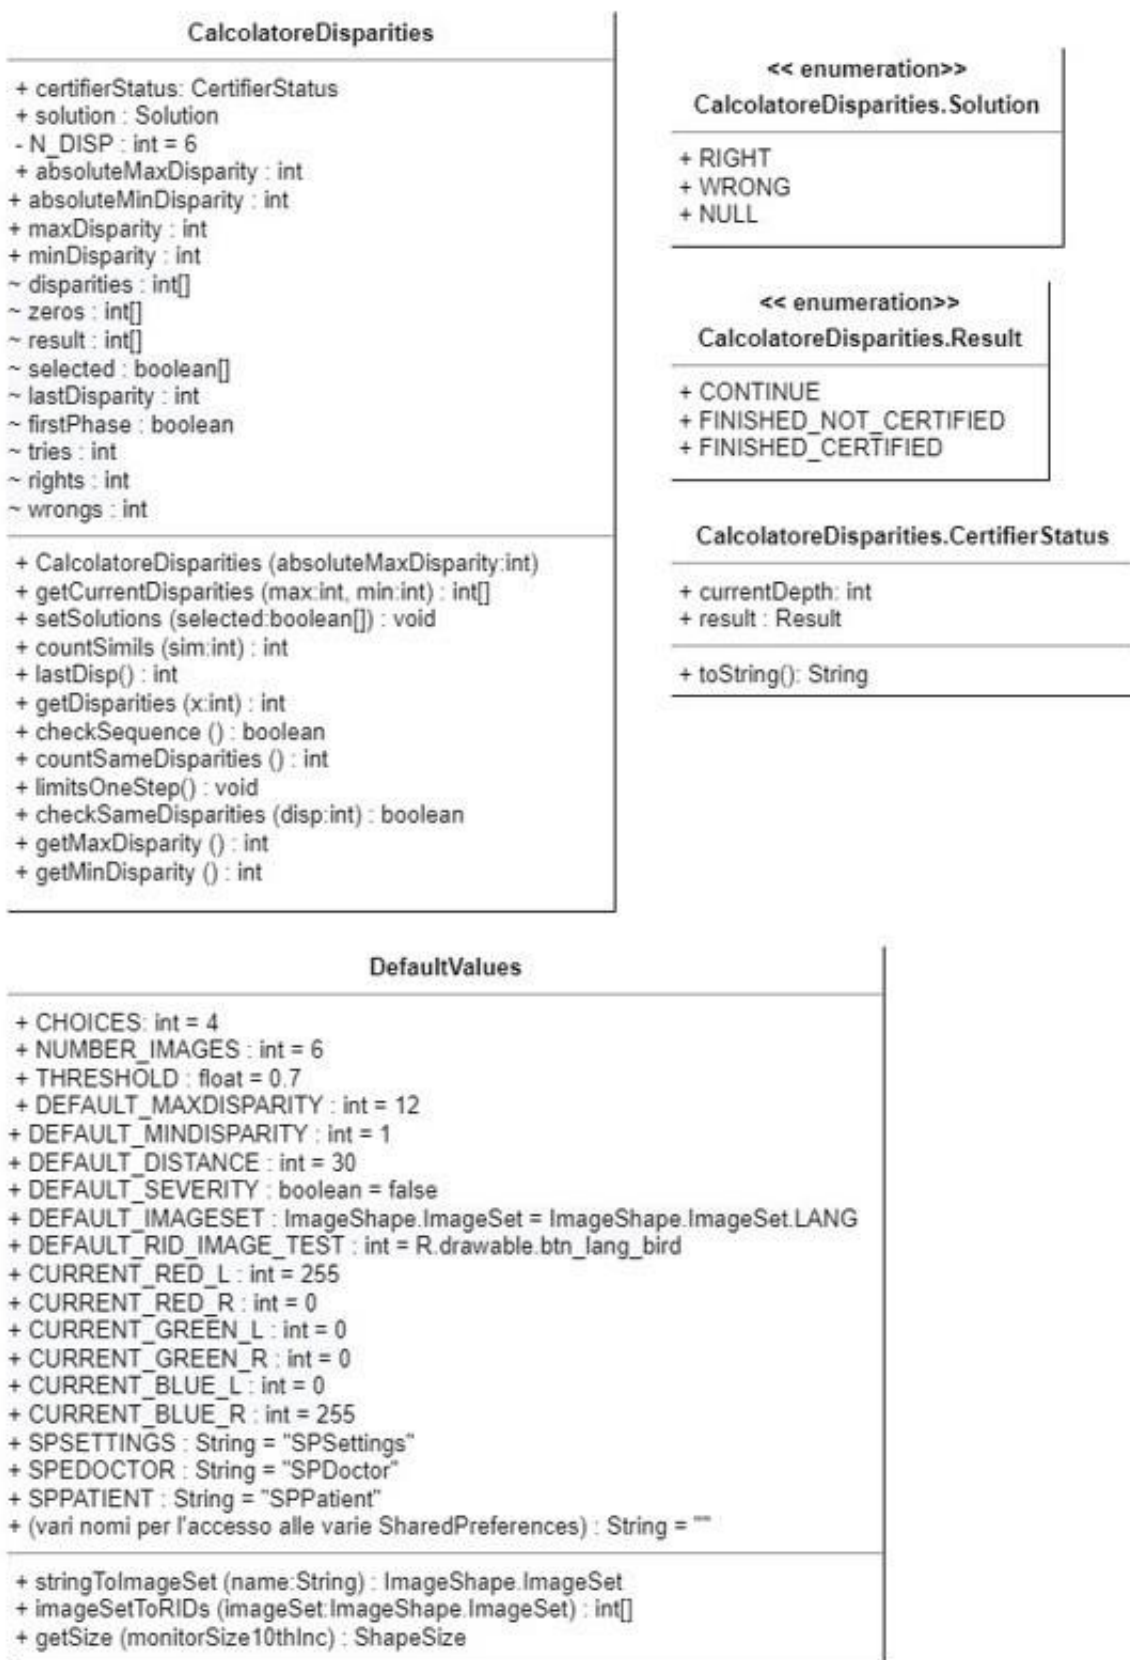 CalcolatoreDisparities
+ certifierStatus: CertifierStatus
+ solution : Solution
- N_DISP : int = 6
+ absoluteMaxDisparity : int
+ absoluteMinDisparity : int
+ maxDisparity : int
+ minDisparity : int
~ disparities : int[]
~ zeros : int[]
~ result : int[]
~ selected : boolean[]
~ lastDisparity : int
~ firstPhase : boolean
~ tries : int
~ rights : int
~ wrongs : int
+ CalcolatoreDisparities (absoluteMaxDisparity:int)
+ getCurrentDisparities (max:int, min:int) : int[]
+ setSolutions (selected:boolean[]) : void
+ countSimils (sim:int) : int
+ lastDisp() : int
+ getDisparities (x:int) : int
+ checkSequence () : boolean
+ countSameDisparities () : int
+ limitsOneStep() : void
+ checkSameDisparities (disp:int) : boolean
+ getMaxDisparity () : int
+ getMinDisparity () : int
<< enumeration>>
CalcolatoreDisparities.Solution
+ RIGHT
+ WRONG
+ NULL
<< enumeration>>
CalcolatoreDisparities.Result
+ CONTINUE
+ FINISHED_NOT_CERTIFIED
+ FINISHED_CERTIFIED
CalcolatoreDisparities.CertifierStatus
+ currentDepth: int
+ result : Result
+ toString(): String
DefaultValues
+ CHOICES: int = 4
+ NUMBER_IMAGES : int = 6
+ THRESHOLD : float = 0.7
+ DEFAULT_MAXDISPARITY : int = 12
+ DEFAULT_MINDISPARITY : int = 1
+ DEFAULT_DISTANCE : int = 30
+ DEFAULT_SEVERITY : boolean = false
+ DEFAULT_IMAGESET : ImageShape.ImageSet = ImageShape.ImageSet.LANG
+ DEFAULT_RID_IMAGE_TEST : int = R.drawable.btn_lang_bird
+ CURRENT_RED_L : int = 255
+ CURRENT_RED_R : int = 0
+ CURRENT_GREEN_L : int = 0
+ CURRENT_GREEN_R : int = 0
+ CURRENT_BLUE_L : int = 0
+ CURRENT_BLUE_R : int = 255
+ SPSETTINGS : String = "SPSettings"
+ SPEDOCTOR : String = "SPDoctor"
+ SPPATIENT : String = "SPPatient"
+ (vari nomi per l'accesso alle varie SharedPreferences) : String = ""
+ stringToImageSet (name:String) : ImageShape.ImageSet
+ imageSetToRIDs (imageSet:ImageShape.ImageSet) : int[]
+ getSize (monitorSize10thInc) : ShapeSize